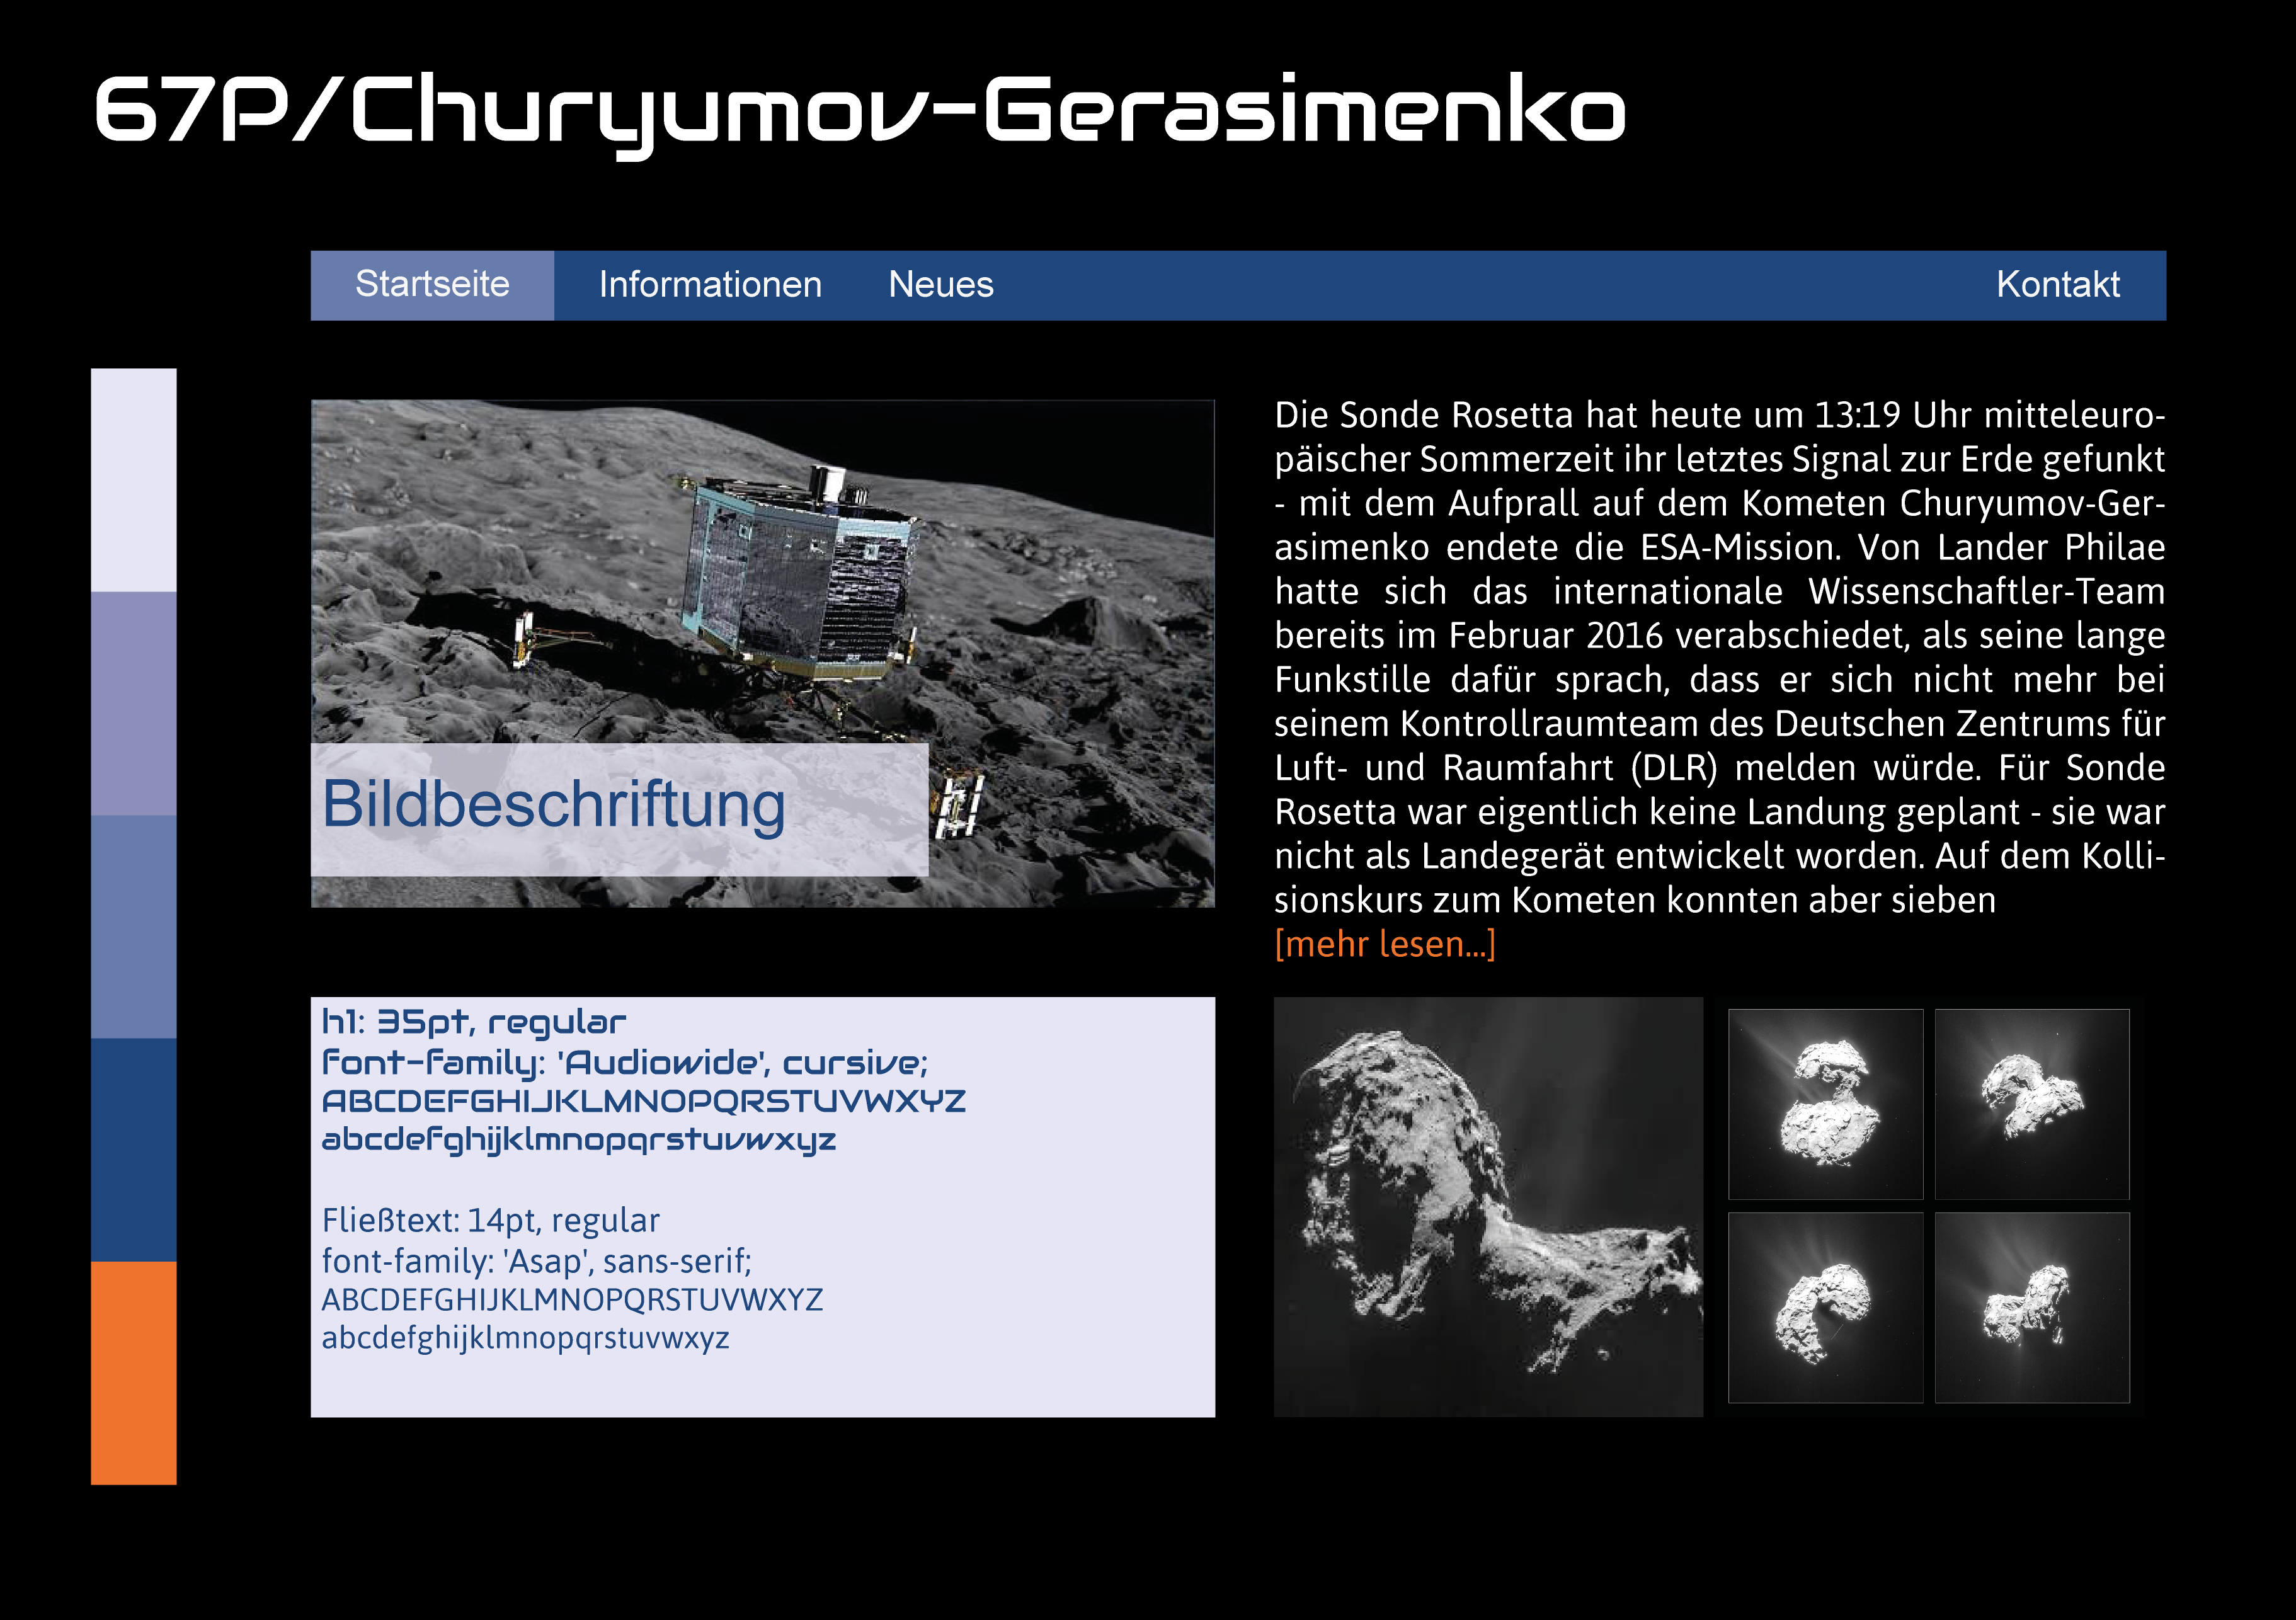 67P/Churyumov-Gerasimenko
Startseite Informationen Neues Kontakt
Bildbeschriftung
Die Sonde Rosetta hat heute um 13:19 Uhr mitteleuro-
päischer Sommerzeit ihr letztes Signal zur Erde gefunkt
- mit dem Aufprall auf dem Kometen Churyumov-Ger-
asimenko endete die ESA-Mission. Von Lander Philae
hatte sich das internationale Wissenschaftler-Team
bereits im Februar 2016 verabschiedet, als seine lange
Funkstille dafür sprach, dass er sich nicht mehr bei
seinem Kontrollraumteam des Deutschen Zentrums für
Luft- und Raumfahrt (DLR) melden würde. Für Sonde
Rosetta war eigentlich keine Landung geplant - sie war
nicht als Landegerät entwickelt worden. Auf dem Kolli-
sionskurs zum Kometen konnten aber sieben
[mehr lesen...]
h1: 35pt, regular
font-family: 'Audiowide', cursive;
ABCDEFGHIJKLMNOPQRSTUVWXYZ
abcdefghijklmnopqrstuvwxyz
Fließtext: 14pt, regular
font-family: 'Asap', sans-serif;
ABCDEFGHIJKLMNOPQRSTUVWXYZ
abcdefghijklmnopqrstuvwxyz